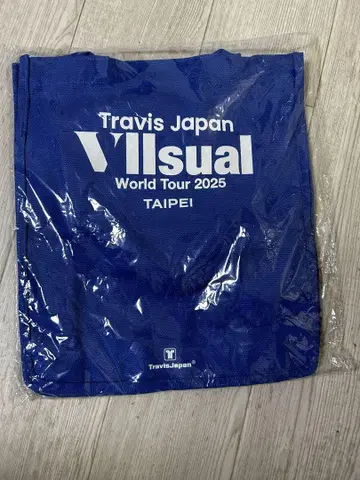 Travis Japan
VIIsual
World Tour 2025
TAIPEI
TravisJapan®